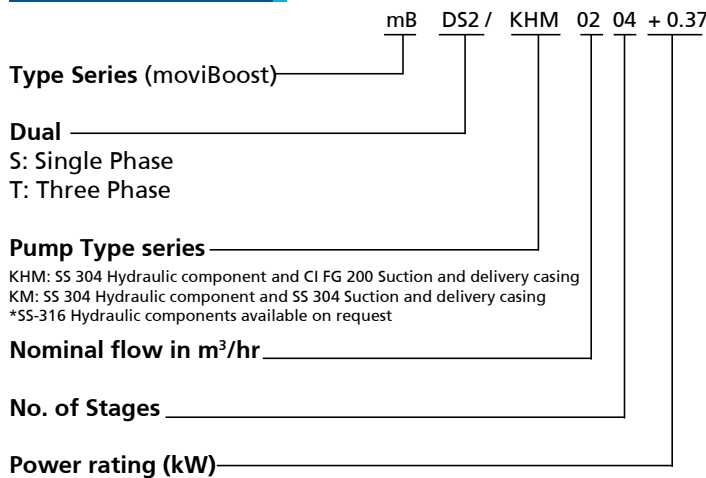 mB DS2 / KHM 02 04 + 0.37
Type Series (moviBoost)
Dual
S: Single Phase
T: Three Phase
Pump Type series
KHM: SS 304 Hydraulic component and CI FG 200 Suction and delivery casing
KM: SS 304 Hydraulic component and SS 304 Suction and delivery casing
*SS-316 Hydraulic components available on request
Nominal flow in m³/hr
No. of Stages
Power rating (kW)